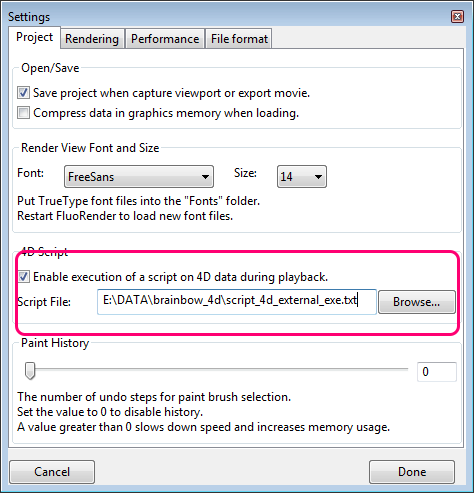 Settings
Project
Rendering
Performance
File format
Open/Save
Save project when capture viewport or export movie.
Compress data in graphics memory when loading.
Render View Font and Size
Font:
FreeSans
Size:
14
Put TrueType font files into the "Fonts" folder.
Restart FluoRender to load new font files.
4D Script
Enable execution of a script on 4D data during playback.
Script File:
E:\DATA\brainbow_4d\script_4d_external_exe.txt
Browse...
Paint History
0
The number of undo steps for paint brush selection.
Set the value to 0 to disable history.
A value greater than 0 slows down speed and increases memory usage.
Cancel
Done